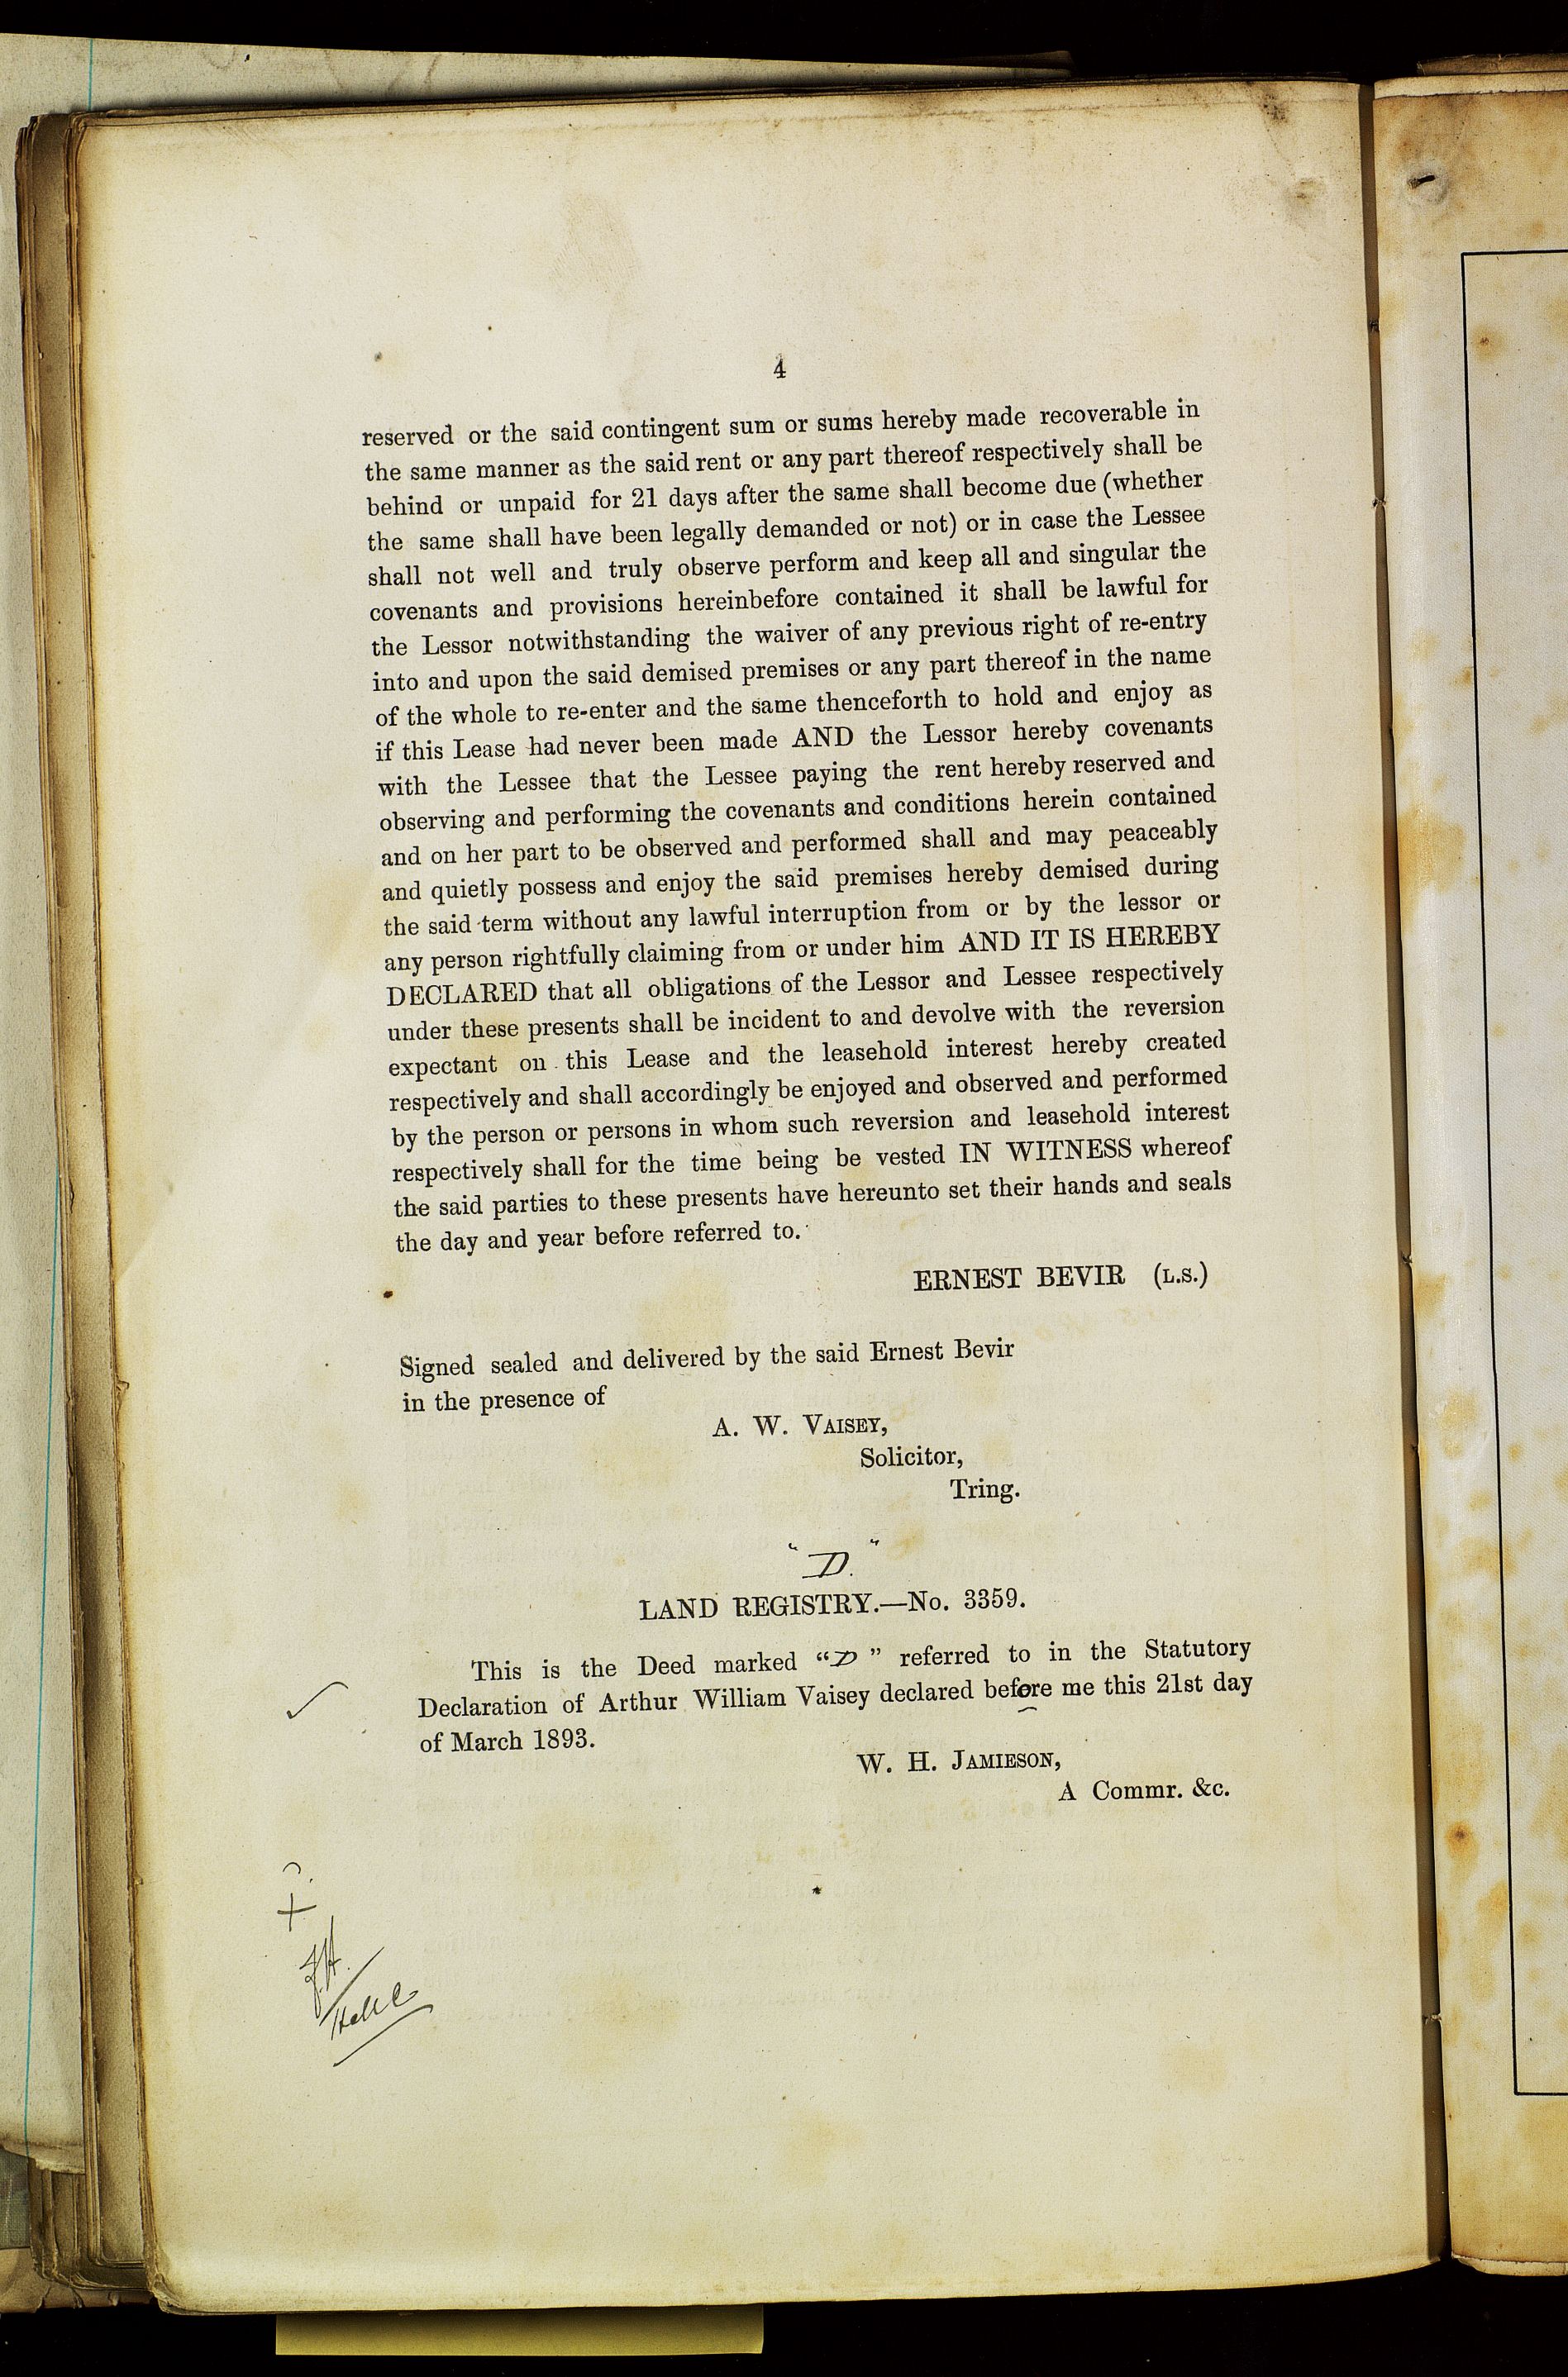 4
reserved or the said contingent sum or sums hereby made recoverable in
the same manner as the said rent or any part thereof respectively shall be
behind or unpaid for 21 days after the same shall become due (whether
the same shall have been legally demanded or not) or in case the Lessee
shall not well and truly observe perform and keep all and singular the
covenants and provisions hereinbefore contained it shall be lawful for
the Lessor notwithstanding the waiver of any previous right of re-entry
into and upon the said demised premises or any part thereof in the name
of the whole to re-enter and the same thenceforth to hold and enjoy as
if this Lease had never been made AND the Lessor hereby covenants
with the Lessee that the Lessee paying the rent hereby reserved and
observing and performing the covenants and conditions herein contained
and on her part to be observed and performed shall and may peaceably
and quietly possess and enjoy the said premises hereby demised during
the said term without any lawful interruption from or by the lessor or
any person rightfully claiming from or under him AND IT IS HEREBY
DECLARED that all obligations of the Lessor and Lessee respectively
under these presents shall be incident to and devolve with the reversion
expectant on this Lease and the leasehold interest hereby created
respectively and shall accordingly be enjoyed and observed and performed
by the person or persons in whom such reversion and leasehold interest
respectively shall for the time being be vested IN WITNESS whereof
the said parties to these presents have hereunto set their hands and seals
the day and year before referred to.
ERNEST BEVIR (L.S.)
Signed sealed and delivered by the said Ernest Bevir
in the presence of
A. W. VAISEY,
Solicitor,
Tring.
"D."
LAND REGISTRY.—No. 3359.
This is the Deed marked "D" referred to in the Statutory
Declaration of Arthur William Vaisey declared before me this 21st day
of March 1893.
W. H. JAMIESON,
A Commr. &c.